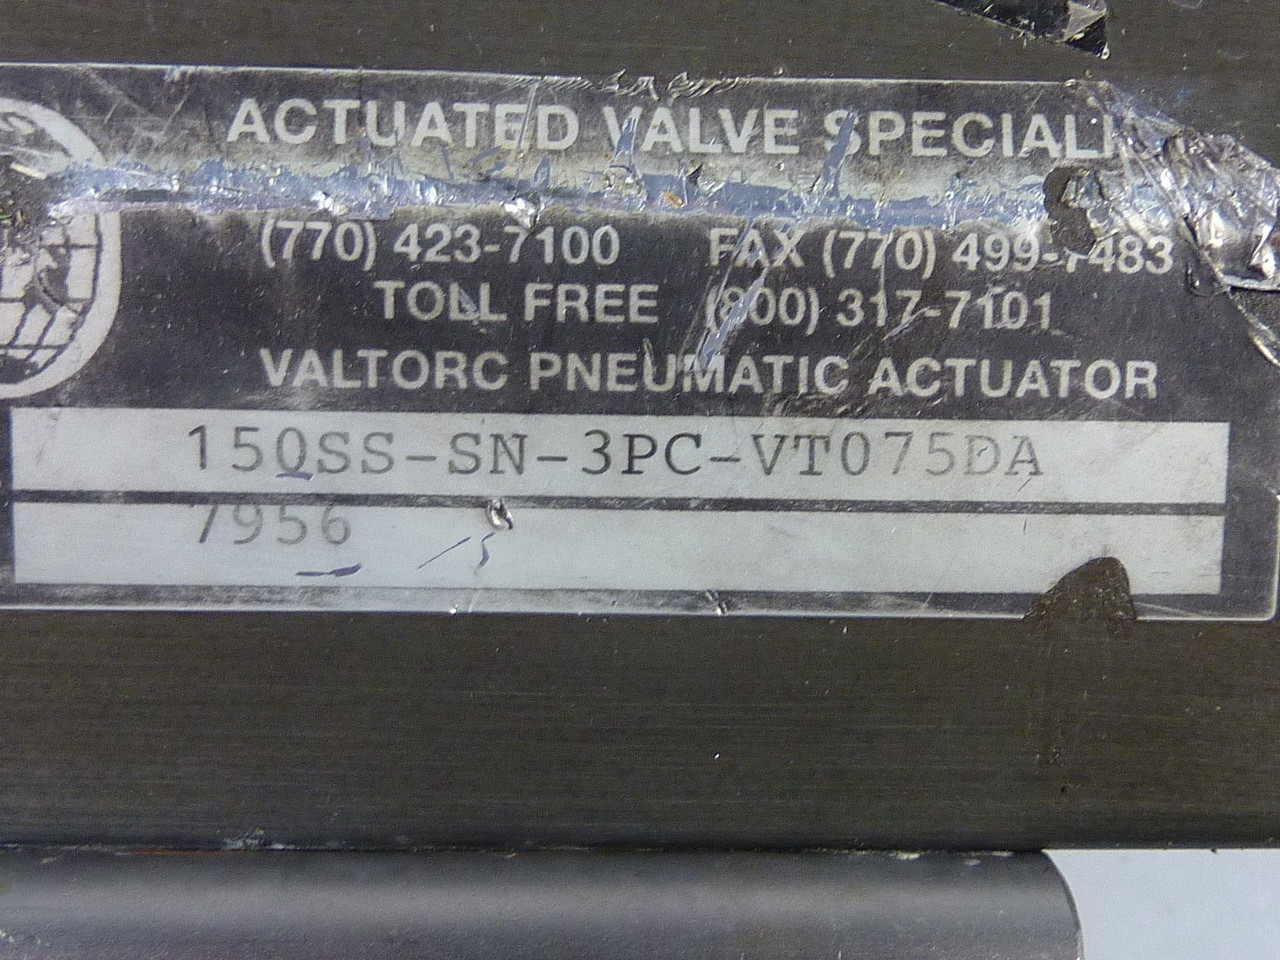 ACTUATED VALVE SPECIALI
(770) 423-7100 FAX (770) 499-7483
TOLL FREE (800) 317-7101
VALTORC PNEUMATIC ACTUATOR
150SS-SN-3PC-VT075DA
7956